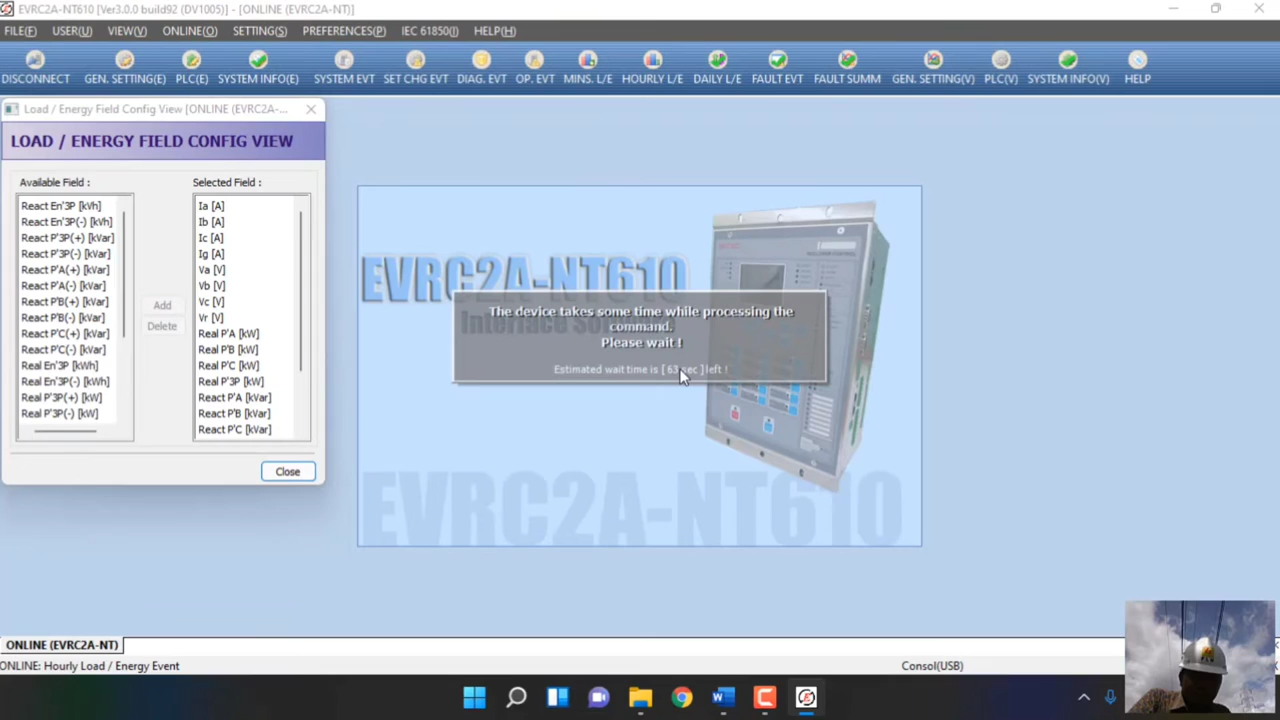 EVRC2A-NT610 [Ver3.0.0 build92 (DV1005)] - [ONLINE (EVRC2A-NT)]
FILE(F) USER(U) VIEW(V) ONLINE(O) SETTING(S) PREFERENCES(P) IEC 61850(I) HELP(H)
DISCONNECT GEN. SETTING(E) PLC(E) SYSTEM INFO(E) SYSTEM EVT SET CHG EVT DIAG. EVT OP. EVT MINS. L/E HOURLY L/E DAILY L/E FAULT EVT FAULT SUMM GEN. SETTING(V) PLC(V) SYSTEM INFO(V) HELP
Load / Energy Field Config View [ONLINE (EVRC2A-...
LOAD / ENERGY FIELD CONFIG VIEW
Available Field :
React En'3P [kVh]
React En'3P(-) [kVh]
React P'3P(+) [kVar]
React P'3P(-) [kVar]
React P'A(+) [kVar]
React P'A(-) [kVar]
React P'B(+) [kVar]
React P'B(-) [kVar]
React P'C(+) [kVar]
React P'C(-) [kVar]
Real En'3P [kWh]
Real En'3P(-) [kWh]
Real P'3P(+) [kW]
Real P'3P(-) [kW]
Add
Delete
Selected Field :
Ia [A]
Ib [A]
Ic [A]
Ig [A]
Va [V]
Vb [V]
Vc [V]
Vr [V]
Real P'A [kW]
Real P'B [kW]
Real P'C [kW]
Real P'3P [kW]
React P'A [kVar]
React P'B [kVar]
React P'C [kVar]
Close
EVRC2A-NT610
Interface
The device takes some time while processing the
command.
Please wait !
Estimated wait time is [ 63 sec ] left !
EVRC2A-NT610
ONLINE (EVRC2A-NT)
ONLINE: Hourly Load / Energy Event
Consol(USB)